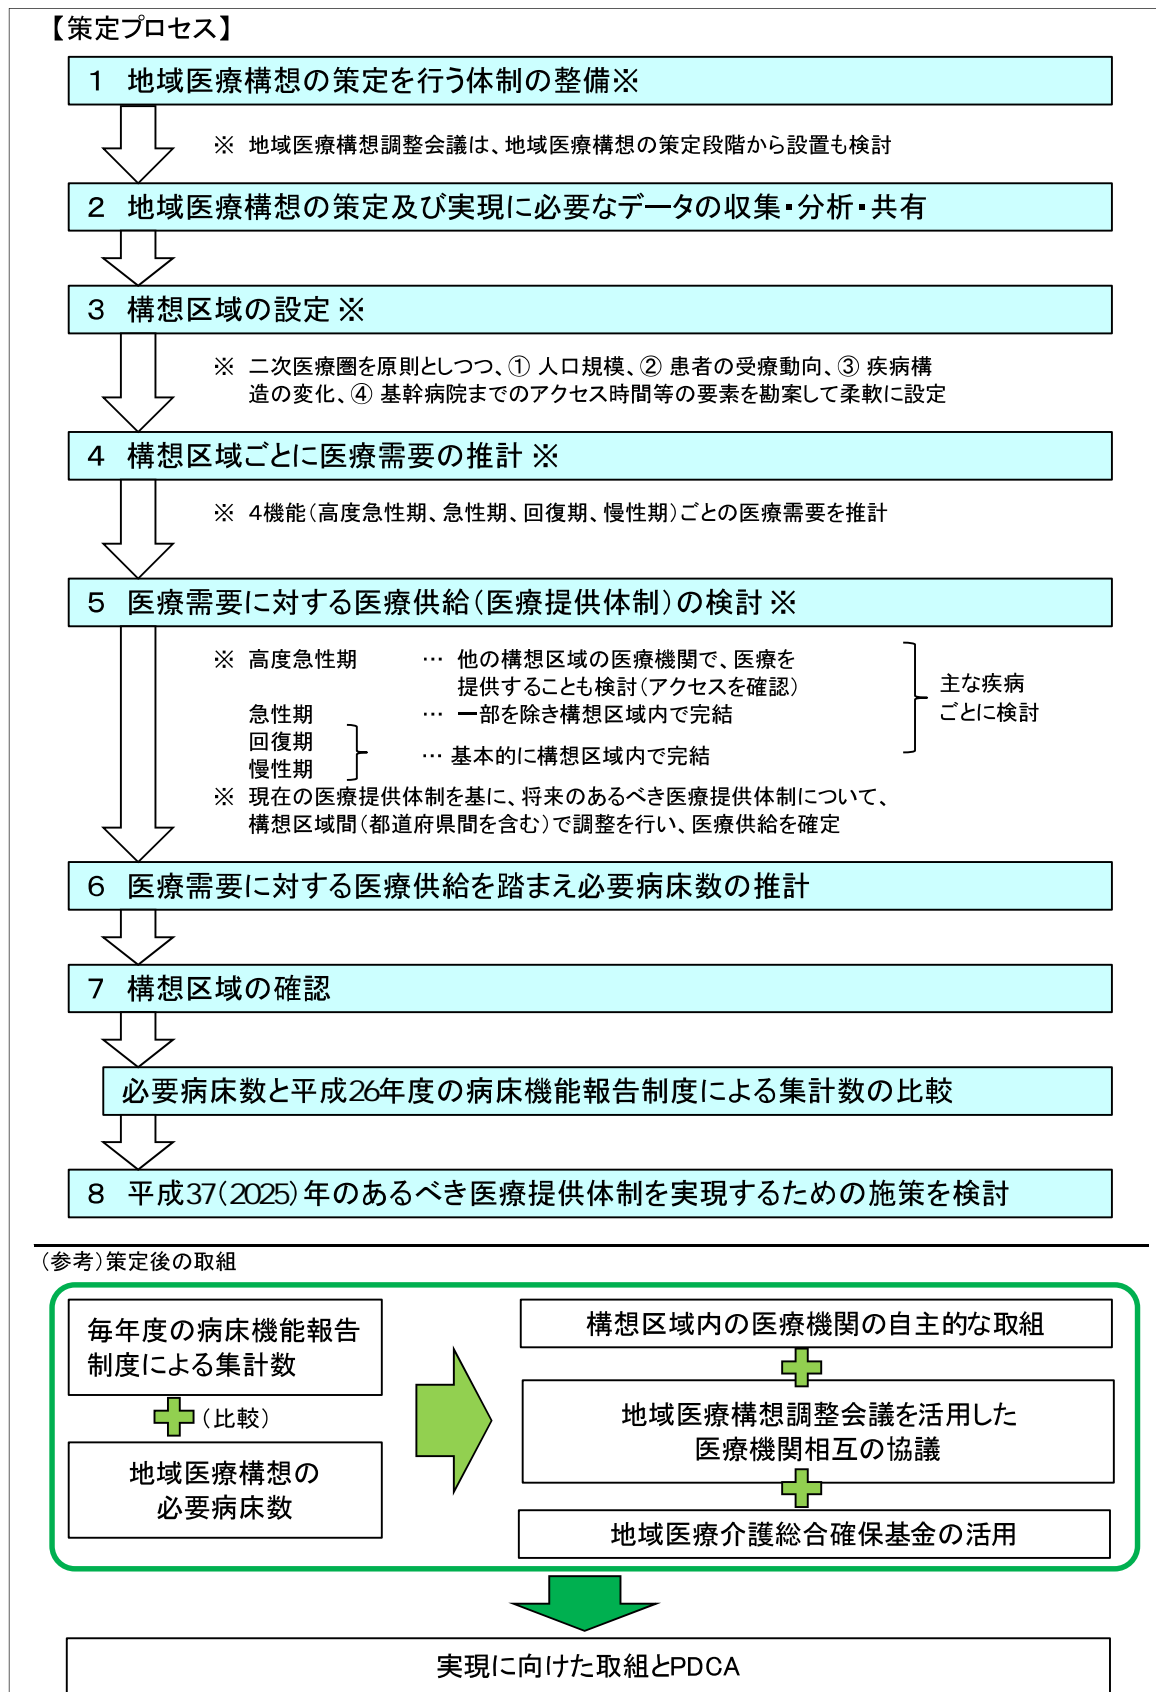 【策定プロセス】
1 地域医療構想の策定を行う体制の整備※
※ 地域医療構想調整会議は、地域医療構想の策定段階から設置も検討
2 地域医療構想の策定及び実現に必要なデータの収集・分析・共有
3 構想区域の設定※
※ 二次医療圏を原則としつつ、① 人口規模、② 患者の受療動向、③ 疾病構
造の変化、④ 基幹病院までのアクセス時間等の要素を勘案して柔軟に設定
4 構想区域ごとに医療需要の推計※
※ 4機能(高度急性期、急性期、回復期、慢性期)ごとの医療需要を推計
5 医療需要に対する医療供給(医療提供体制)の検討※
※ 高度急性期 … 他の構想区域の医療機関で、医療を
提供することも検討(アクセスを確認)
急性期 … 一部を除き構想区域内で完結
回復期
慢性期
… 基本的に構想区域内で完結
主な疾病
ごとに検討
※ 現在の医療提供体制を基に、将来のあるべき医療提供体制について、
構想区域間(都道府県間を含む)で調整を行い、医療供給を確定
6 医療需要に対する医療供給を踏まえ必要病床数の推計
7 構想区域の確認
必要病床数と平成26年度の病床機能報告制度による集計数の比較
8 平成37(2025)年のあるべき医療提供体制を実現するための施策を検討
(参考)策定後の取組
毎年度の病床機能報告
制度による集計数
(比較)
地域医療構想の
必要病床数
構想区域内の医療機関の自主的な取組
地域医療構想調整会議を活用した
医療機関相互の協議
地域医療介護総合確保基金の活用
実現に向けた取組とPDCA